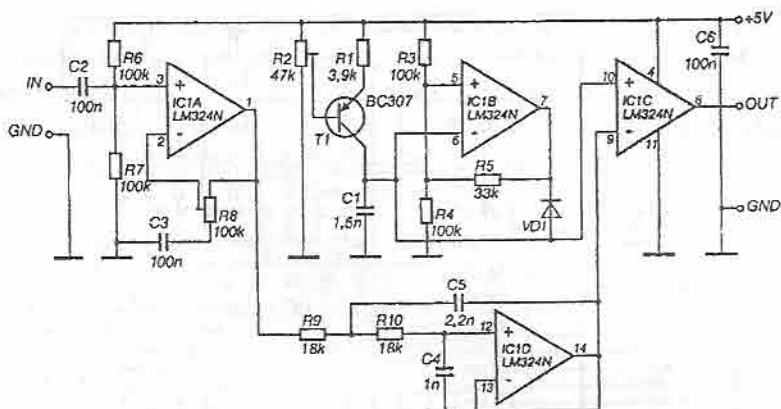 +5V
R6
100k
C2
IN
100n
GND
R7
100k
3
+
2
-
1
IC1A
LM324N
R8
100k
C3
100n
R2
47k
R1
3,9k
BC307
T1
C1
1,5n
R3
100k
5
+
6
-
7
IC1B
LM324N
R5
33k
R4
100k
VD1
10
+
9
-
4
11
8
IC1C
LM324N
C6
100n
OUT
GND
C5
2,2n
R9
18k
R10
18k
C4
1n
12
+
13
-
14
IC1D
LM324N